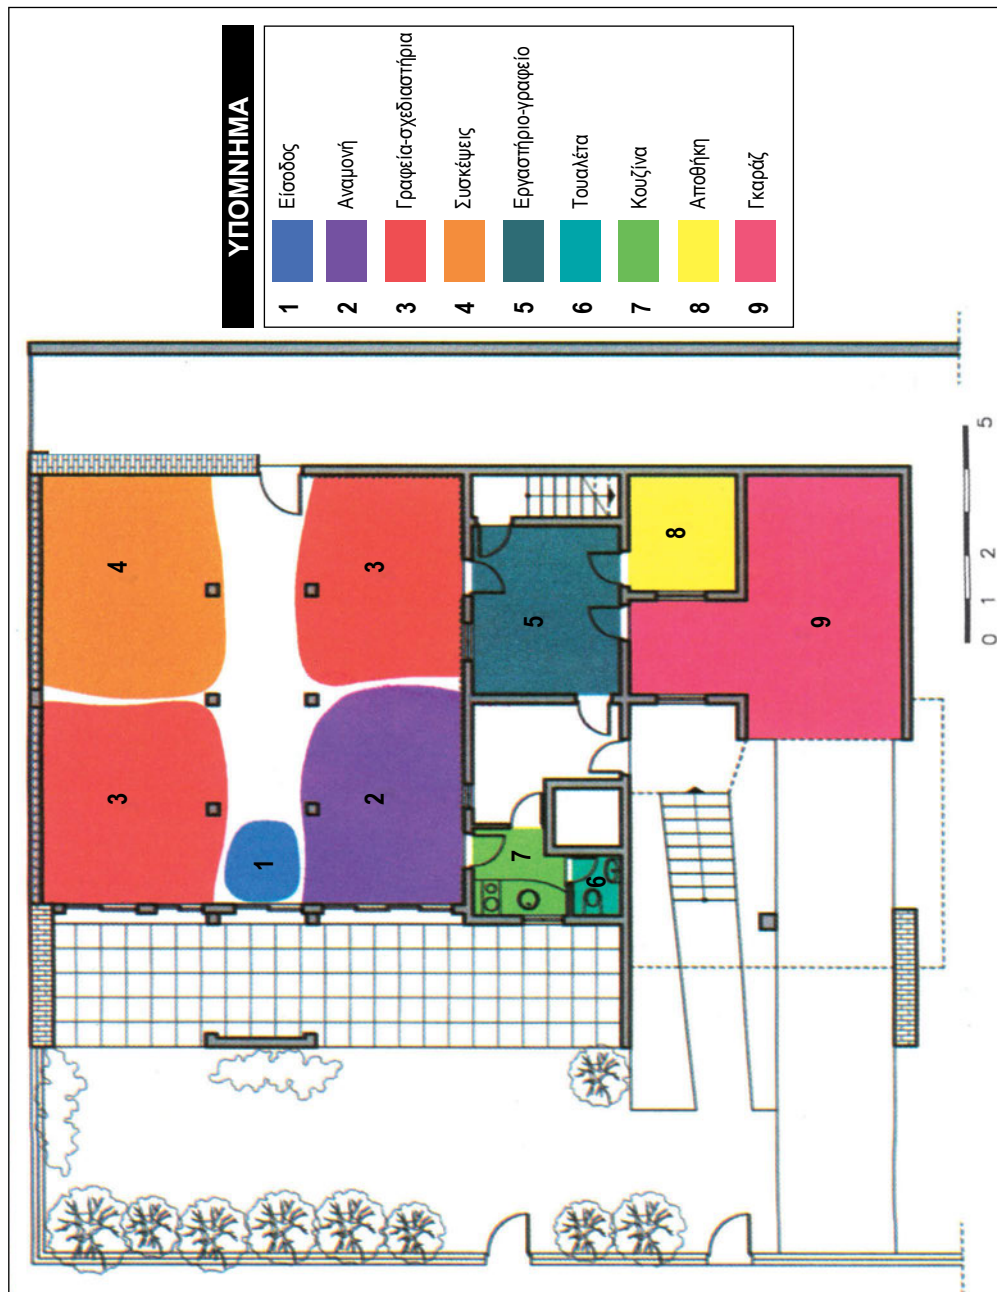 ΥΠΟΜΝΗΜΑ
1 Είσοδος
2 Αναμονή
3 Γραφεία-σχεδιαστήρια
4 Συσκέψεις
5 Εργαστήριο-γραφείο
6 Τουαλέτα
7 Κουζίνα
8 Αποθήκη
9 Γκαράζ
3
4
1
2
3
7
6
5
8
9
0 1 2 5